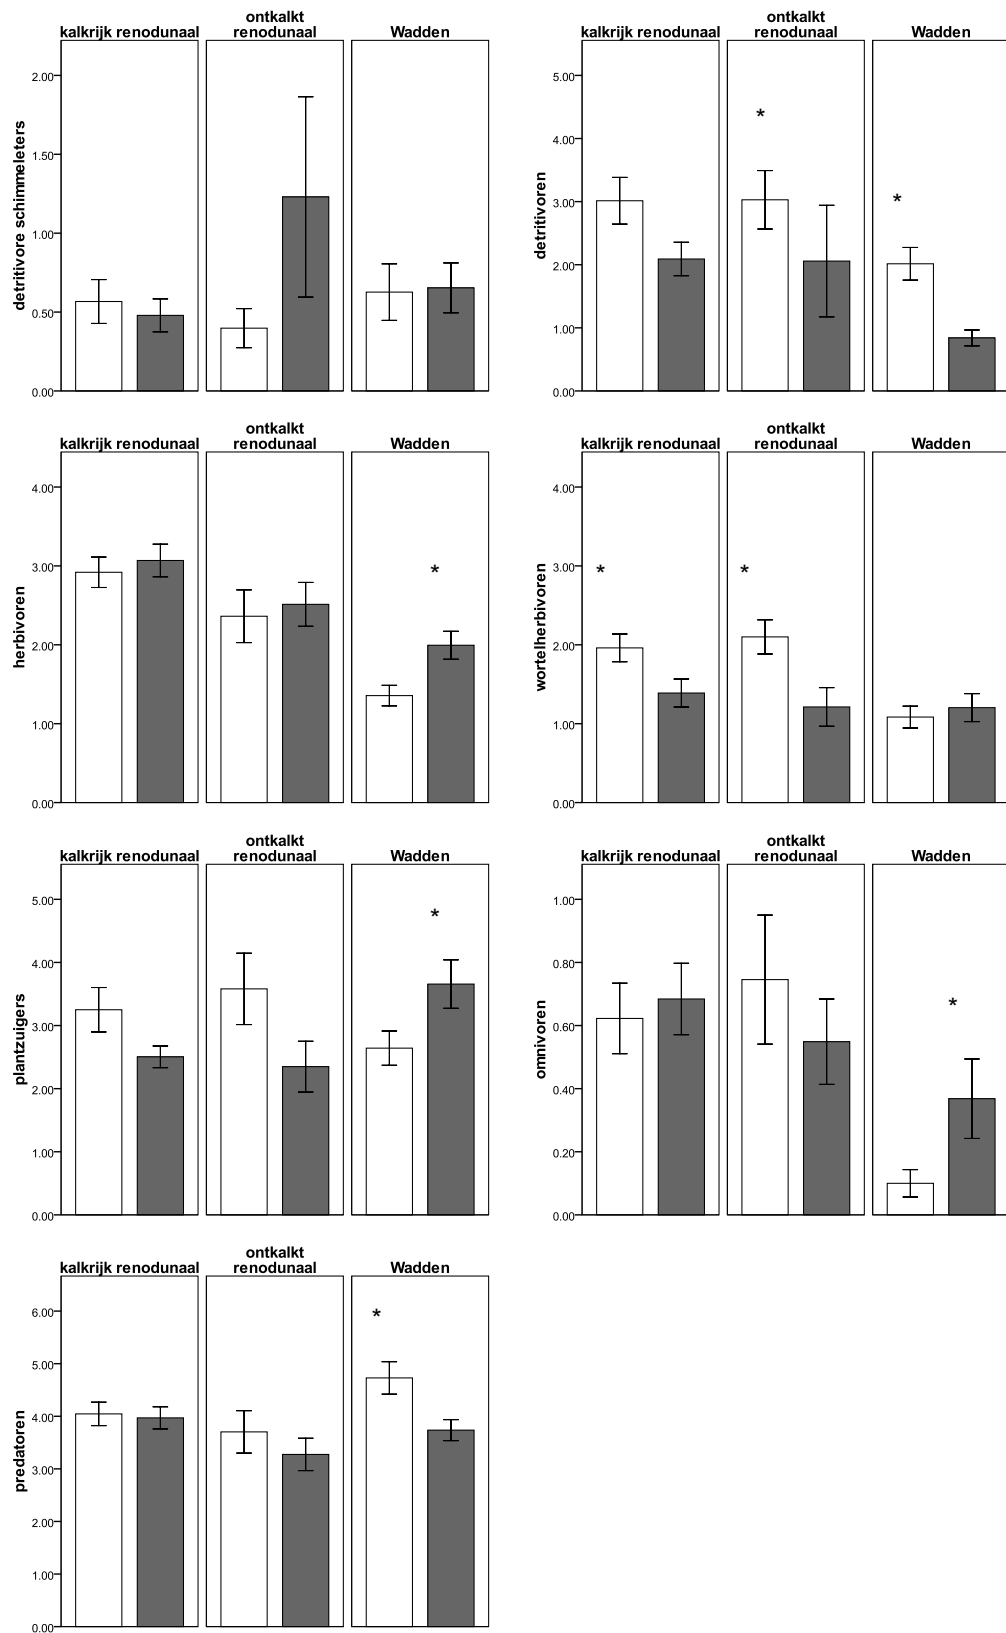 kalkrijk renodunaal
ontkalkt
renodunaal
Wadden
detritivore schimmeleters
2.00
1.50
1.00
0.50
0.00
kalkrijk renodunaal
ontkalkt
renodunaal
Wadden
detritivoren
5.00
4.00
3.00
2.00
1.00
0.00
*
*
kalkrijk renodunaal
ontkalkt
renodunaal
Wadden
herbivoren
4.00
3.00
2.00
1.00
0.00
*
kalkrijk renodunaal
ontkalkt
renodunaal
Wadden
wortelherbivoren
4.00
3.00
2.00
1.00
0.00
*
*
kalkrijk renodunaal
ontkalkt
renodunaal
Wadden
plantzuigers
5.00
4.00
3.00
2.00
1.00
0.00
*
kalkrijk renodunaal
ontkalkt
renodunaal
Wadden
omnivoren
1.00
0.80
0.60
0.40
0.20
0.00
*
kalkrijk renodunaal
ontkalkt
renodunaal
Wadden
predatoren
6.00
5.00
4.00
3.00
2.00
1.00
0.00
*